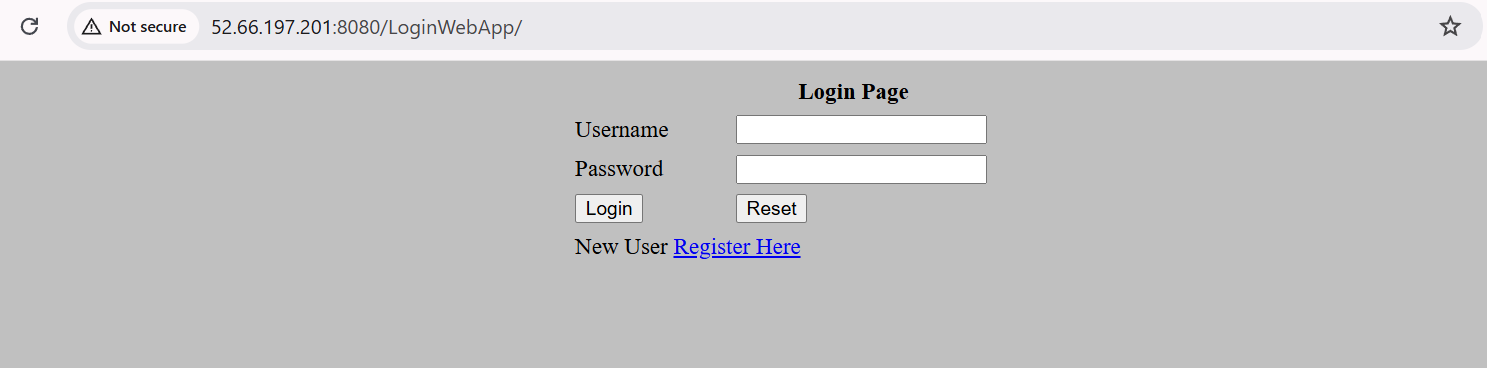 Not secure 52.66.197.201:8080/LoginWebApp/
Login Page
Username
Password
Login Reset
New User Register Here